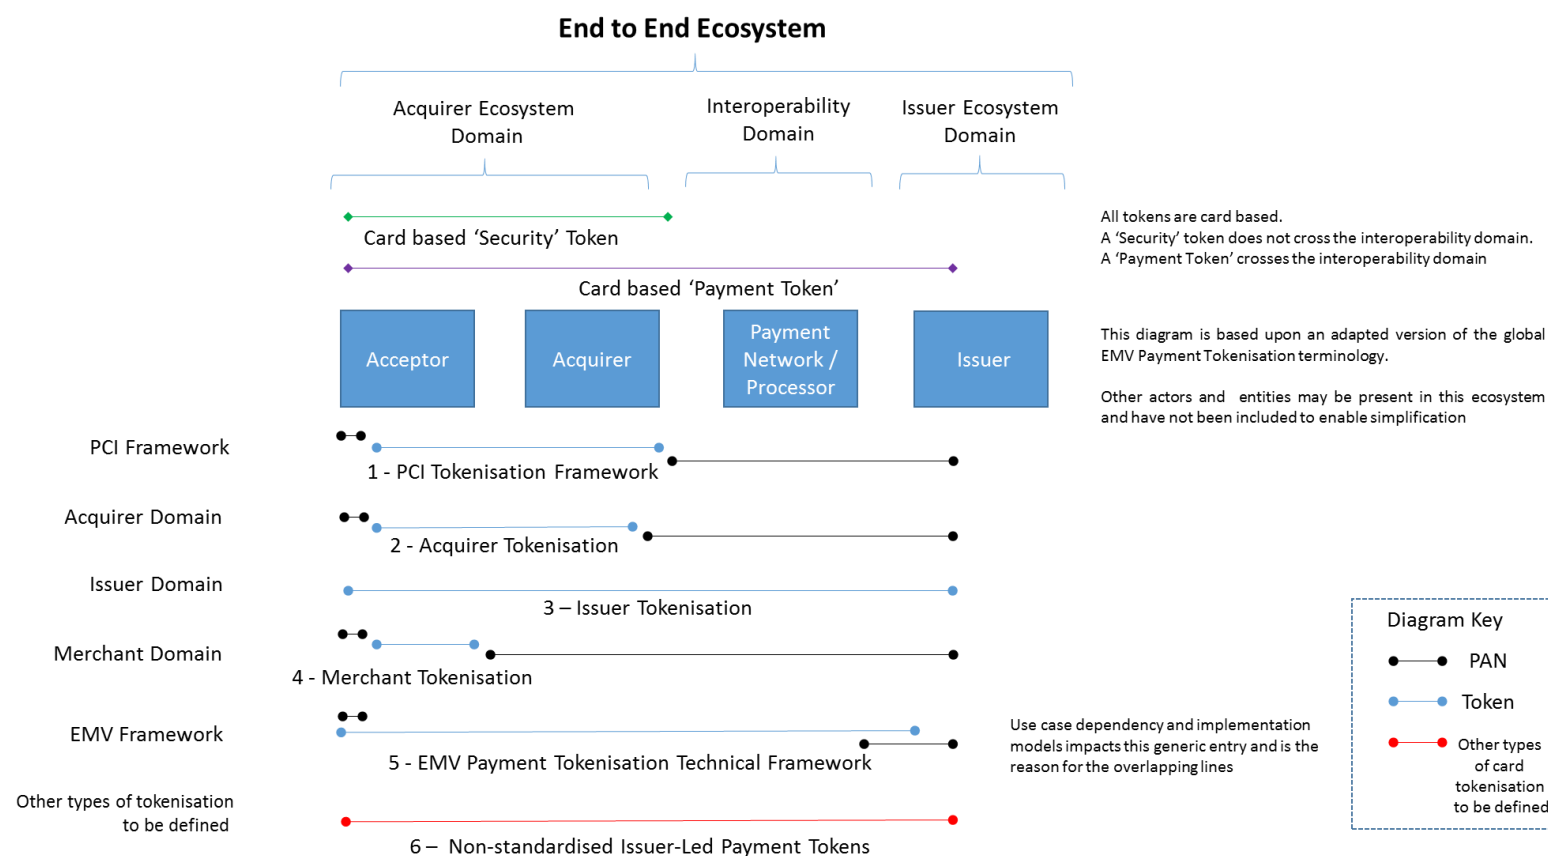 End to End Ecosystem
Acquirer Ecosystem
Domain
Interoperability
Domain
Issuer Ecosystem
Domain
Card based ‘Security’ Token
Card based ‘Payment Token’
All tokens are card based.
A ‘Security’ token does not cross the interoperability domain.
A ‘Payment Token’ crosses the interoperability domain
Acceptor
Acquirer
Payment
Network /
Processor
Issuer
This diagram is based upon an adapted version of the global
EMV Payment Tokenisation terminology.
Other actors and entities may be present in this ecosystem
and have not been included to enable simplification
PCI Framework
1 - PCI Tokenisation Framework
Acquirer Domain
2 - Acquirer Tokenisation
Issuer Domain
3 – Issuer Tokenisation
Merchant Domain
4 - Merchant Tokenisation
EMV Framework
5 - EMV Payment Tokenisation Technical Framework
Use case dependency and implementation
models impacts this generic entry and is the
reason for the overlapping lines
Other types of tokenisation
to be defined
6 – Non-standardised Issuer-Led Payment Tokens
Diagram Key
PAN
Token
Other types
of card
tokenisation
to be defined